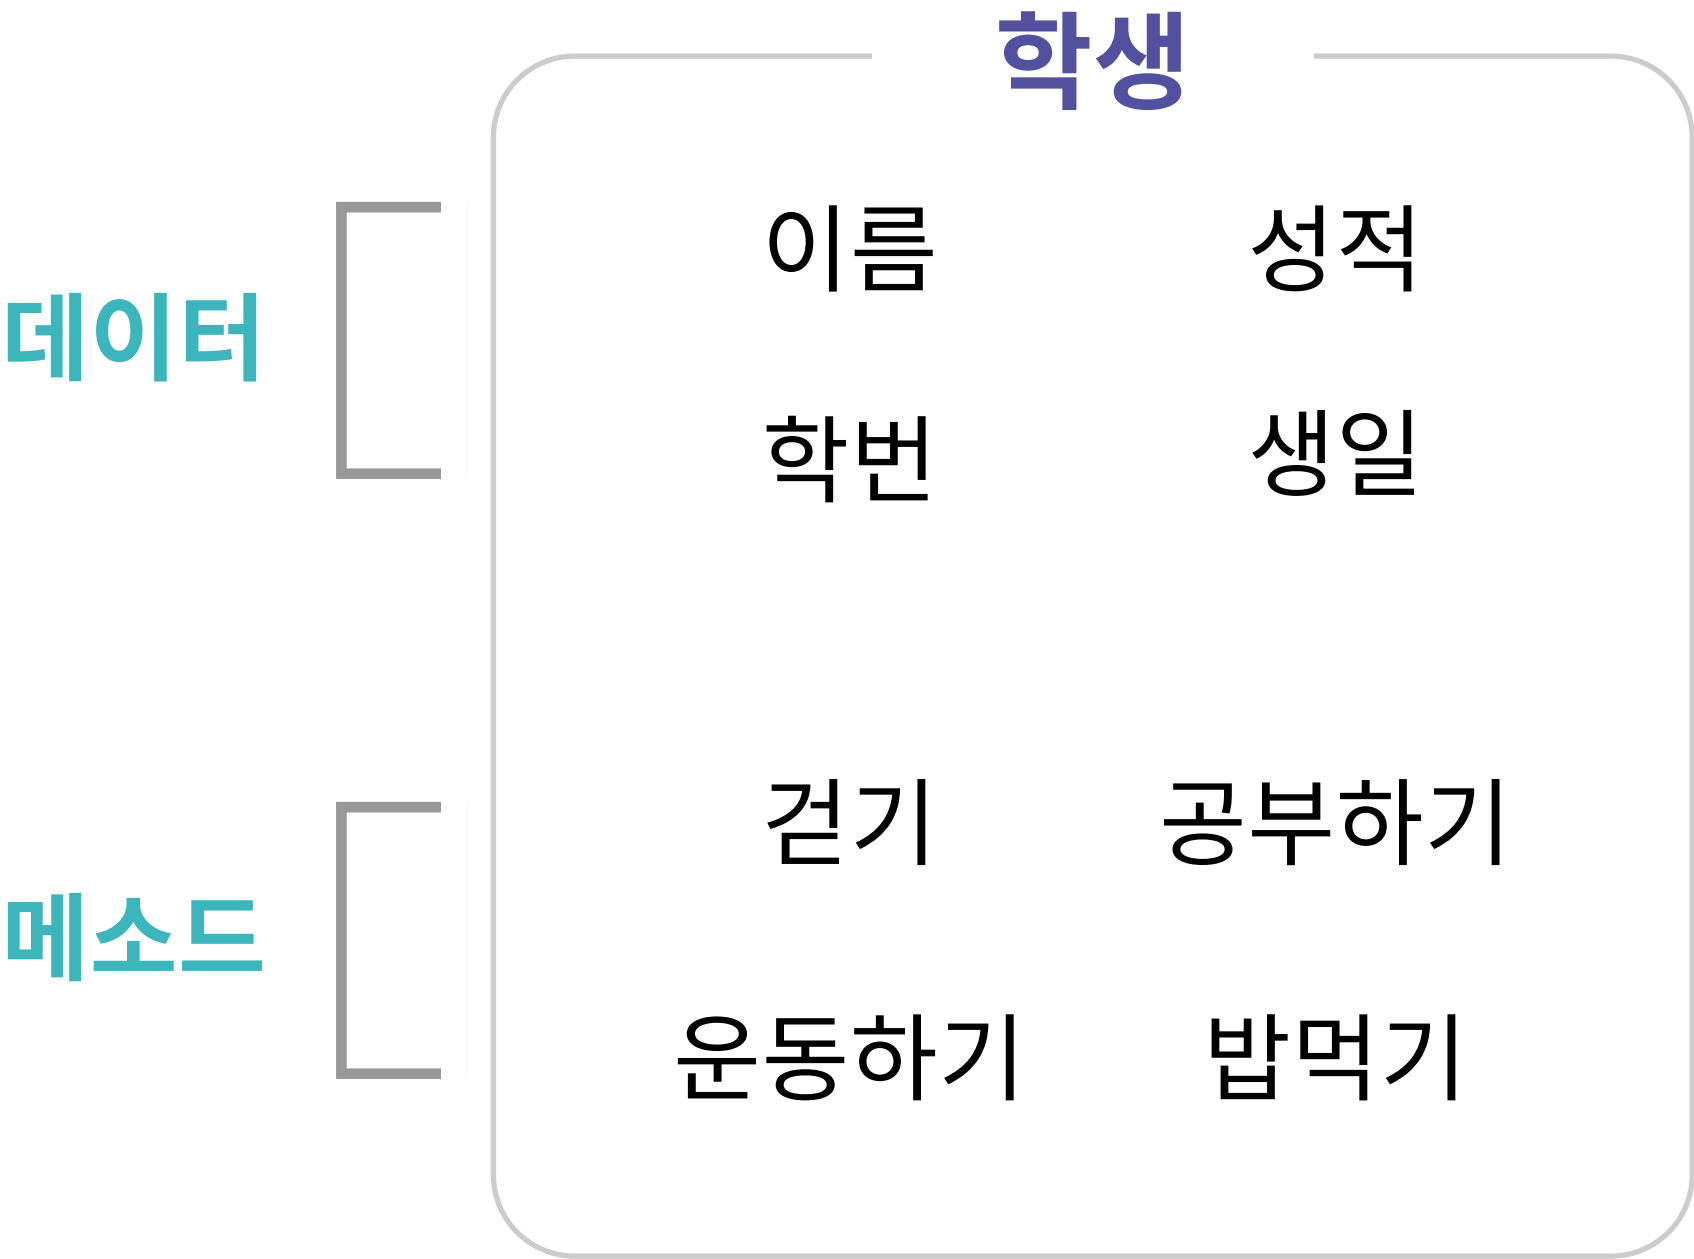 학생
데이터
이름 성적
학번 생일
메소드
걷기 공부하기
운동하기 밥먹기